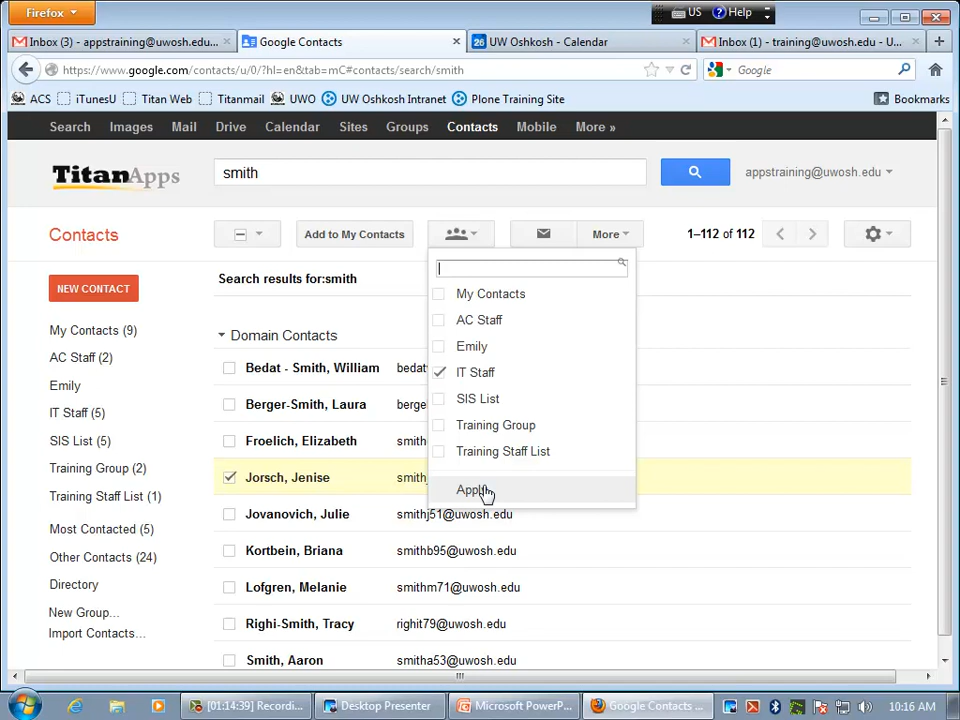 Firefox
US
Help
Inbox (3) - appstraining@uwosh.edu...
Google Contacts
26
UW Oshkosh - Calendar
Inbox (1) - training@uwosh.edu - U...
https://www.google.com/contacts/u/0/?hl=en&tab=mC#contacts/search/smith
Google
ACS
iTunesU
Titan Web
Titanmail
UWO
UW Oshkosh Intranet
Plone Training Site
Bookmarks
Search Images Mail Drive Calendar Sites Groups Contacts Mobile More »
TitanApps
smith
appstraining@uwosh.edu
Contacts
Add to My Contacts
More
1–112 of 112
NEW CONTACT
My Contacts (9)
AC Staff (2)
Emily
IT Staff (5)
SIS List (5)
Training Group (2)
Training Staff List (1)
Most Contacted (5)
Other Contacts (24)
Directory
New Group...
Import Contacts...
Search results for:smith
Domain Contacts
Bedat - Smith, William
Berger-Smith, Laura
Froelich, Elizabeth
Jorsch, Jenise
Jovanovich, Julie smithj51@uwosh.edu
Kortbein, Briana smithb95@uwosh.edu
Lofgren, Melanie smithm71@uwosh.edu
Righi-Smith, Tracy right79@uwosh.edu
Smith, Aaron smitha53@uwosh.edu
My Contacts
AC Staff
Emily
IT Staff
SIS List
Training Group
Training Staff List
Apply
[01:14:39] Recordi...
Desktop Presenter
Microsoft PowerP...
Google Contacts ...
10:16 AM